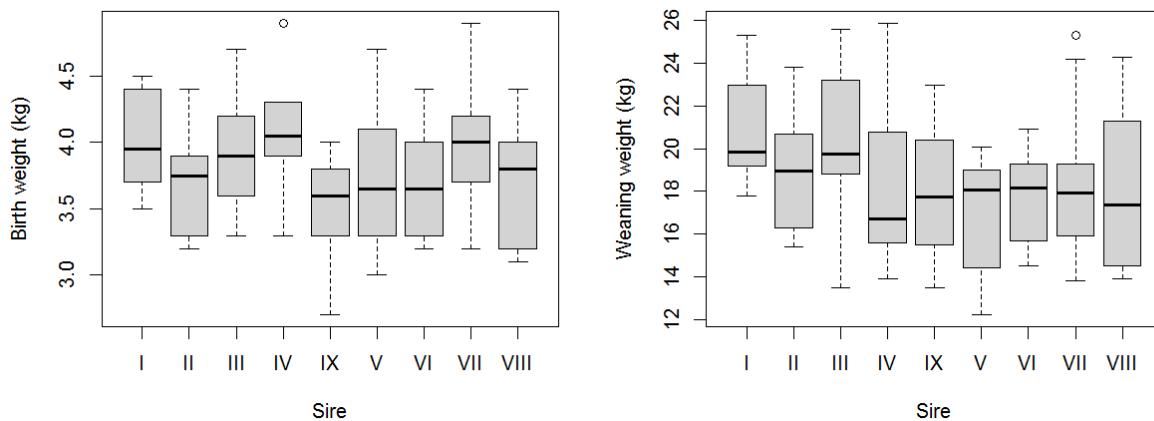 Birth weight (kg)
4.5
4.0
3.5
3.0
I II III IV IX V VI VII VIII
Sire
Weaning weight (kg)
26
24
22
20
18
16
14
12
I II III IV IX V VI VII VIII
Sire